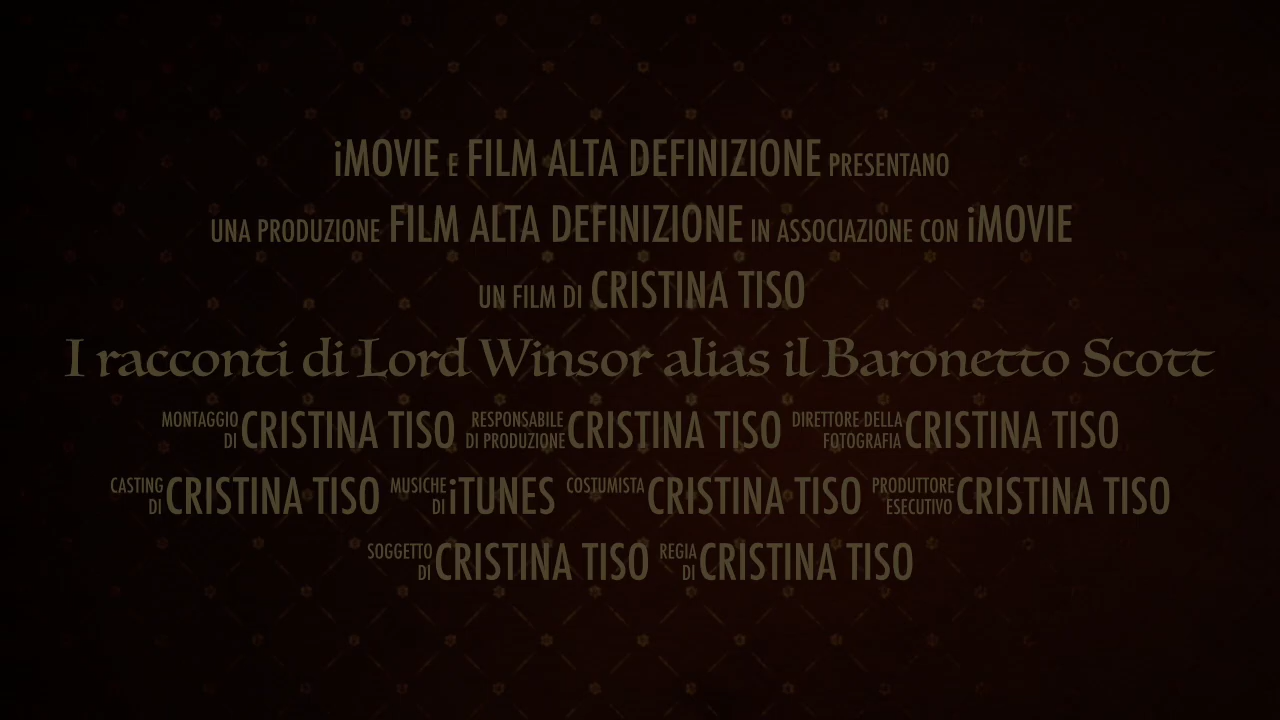 iMOVIE E FILM ALTA DEFINIZIONE PRESENTANO
UNA PRODUZIONE FILM ALTA DEFINIZIONE IN ASSOCIAZIONE CON iMOVIE
UN FILM DI CRISTINA TISO
I racconti di Lord Winsor alias il Baronetto Scott
MONTAGGIO DI CRISTINA TISO RESPONSABILE DI PRODUZIONE CRISTINA TISO DIRETTORE DELLA FOTOGRAFIA CRISTINA TISO
CASTING DI CRISTINA TISO MUSICHE DI iTUNES COSTUMISTA CRISTINA TISO PRODUTTORE ESECUTIVO CRISTINA TISO
SOGGETTO DI CRISTINA TISO REGIA DI CRISTINA TISO